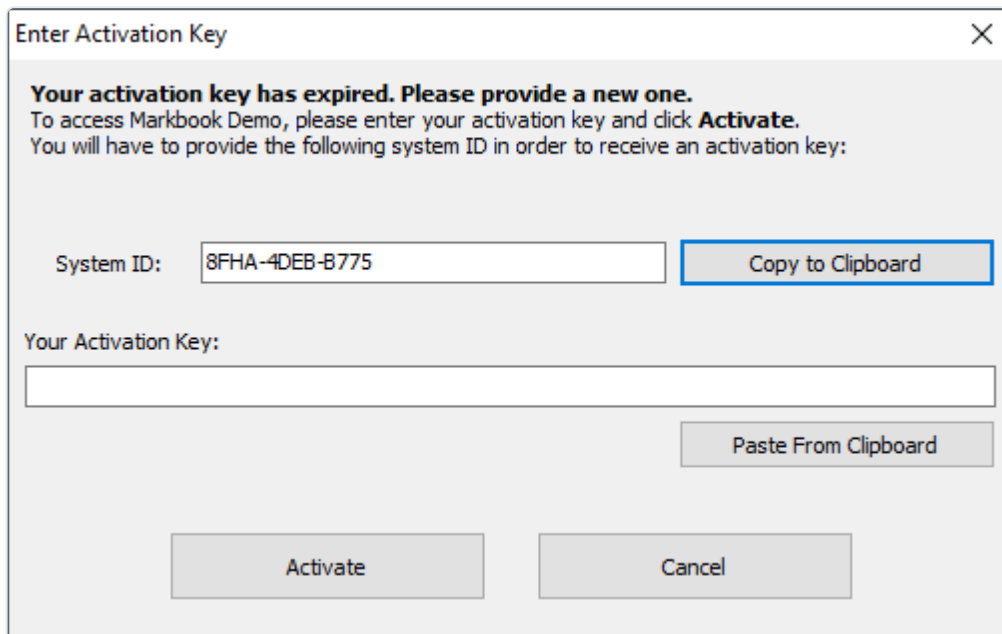 Enter Activation Key
Your activation key has expired. Please provide a new one.
To access Markbook Demo, please enter your activation key and click Activate.
You will have to provide the following system ID in order to receive an activation key:
System ID: 8FHA-4DEB-B775 Copy to Clipboard
Your Activation Key:
Paste From Clipboard
Activate Cancel